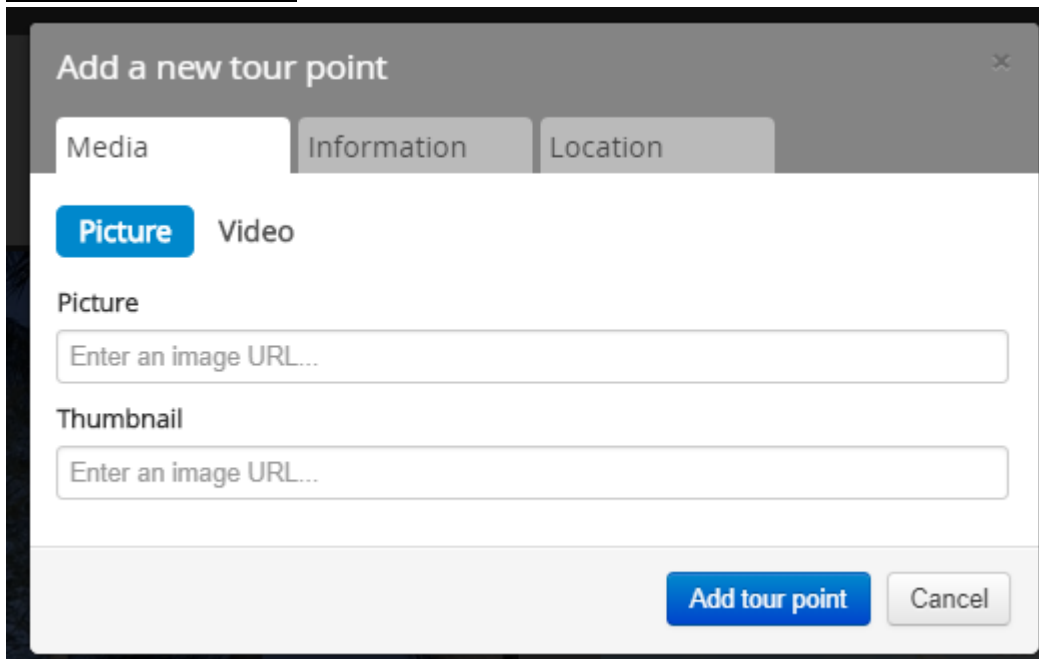 Add a new tour point ×
Media Information Location
Picture Video
Picture
Enter an image URL...
Thumbnail
Enter an image URL...
Add tour point Cancel